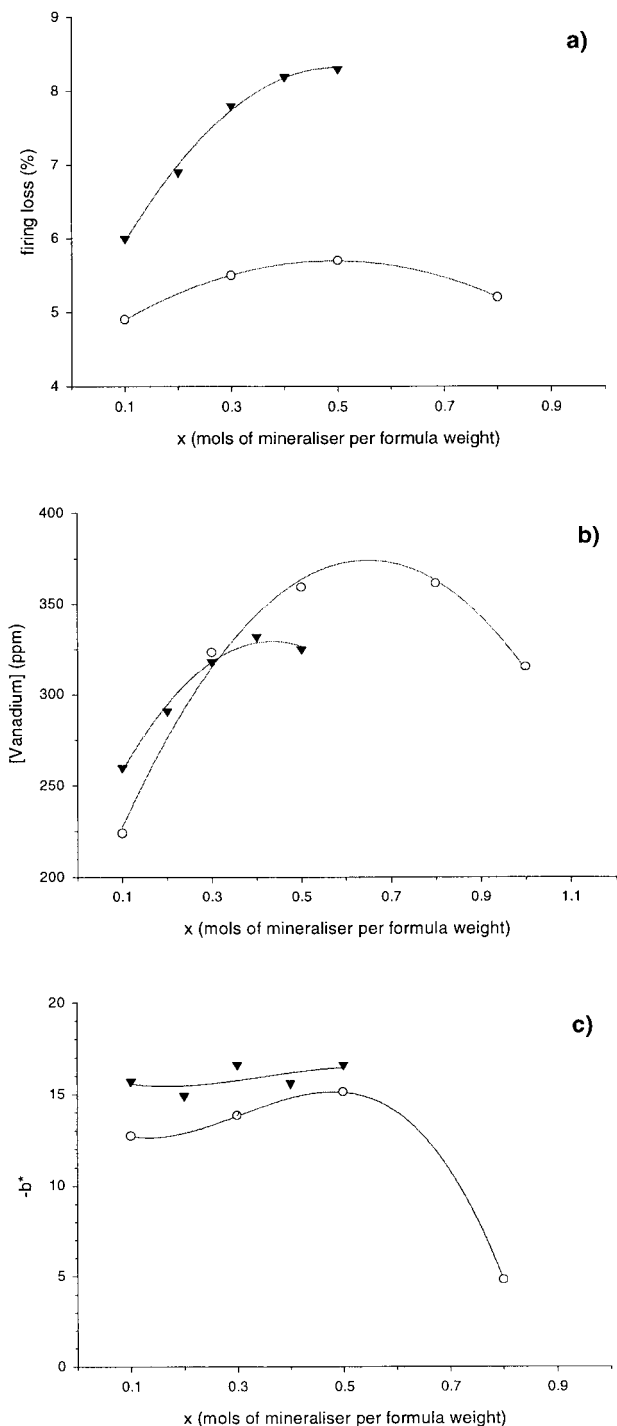 a)
9
8
7
6
5
4
firing loss (%)
0.1 0.3 0.5 0.7 0.9
x (mols of mineraliser per formula weight)
b)
400
350
300
250
200
[Vanadium] (ppm)
0.1 0.3 0.5 0.7 0.9 1.1
x (mols of mineraliser per formula weight)
c)
20
15
10
5
0
-b*
0.1 0.3 0.5 0.7 0.9
x (mols of mineraliser per formula weight)